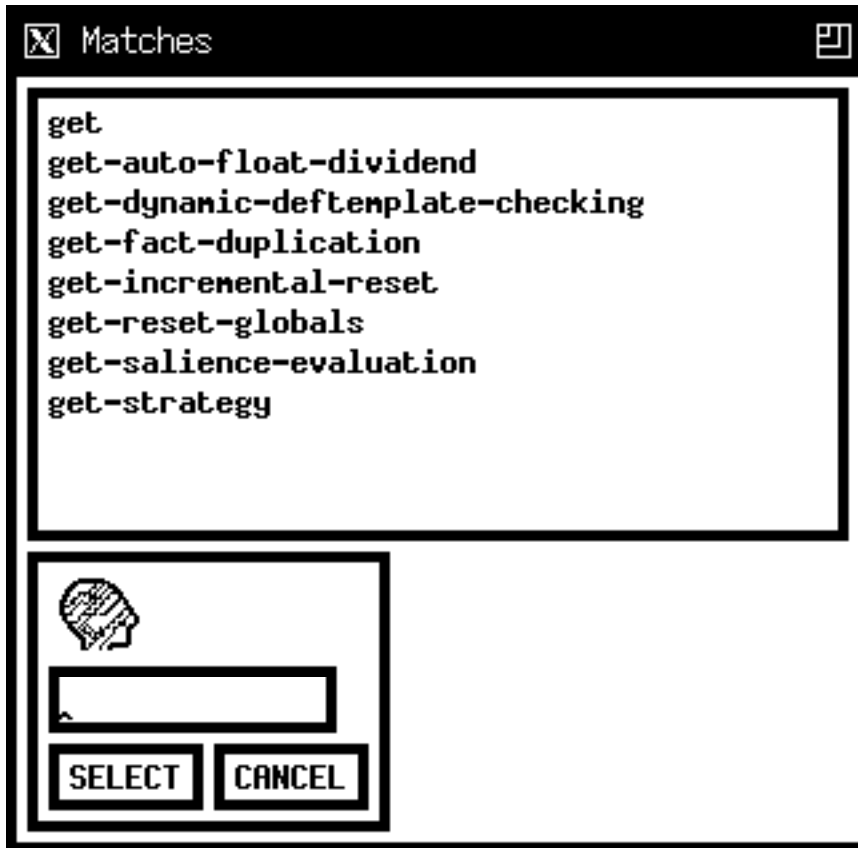 Matches
get
get-auto-float-dividend
get-dynamic-deftemplate-checking
get-fact-duplication
get-incremental-reset
get-reset-globals
get-salience-evaluation
get-strategy
^
SELECT CANCEL